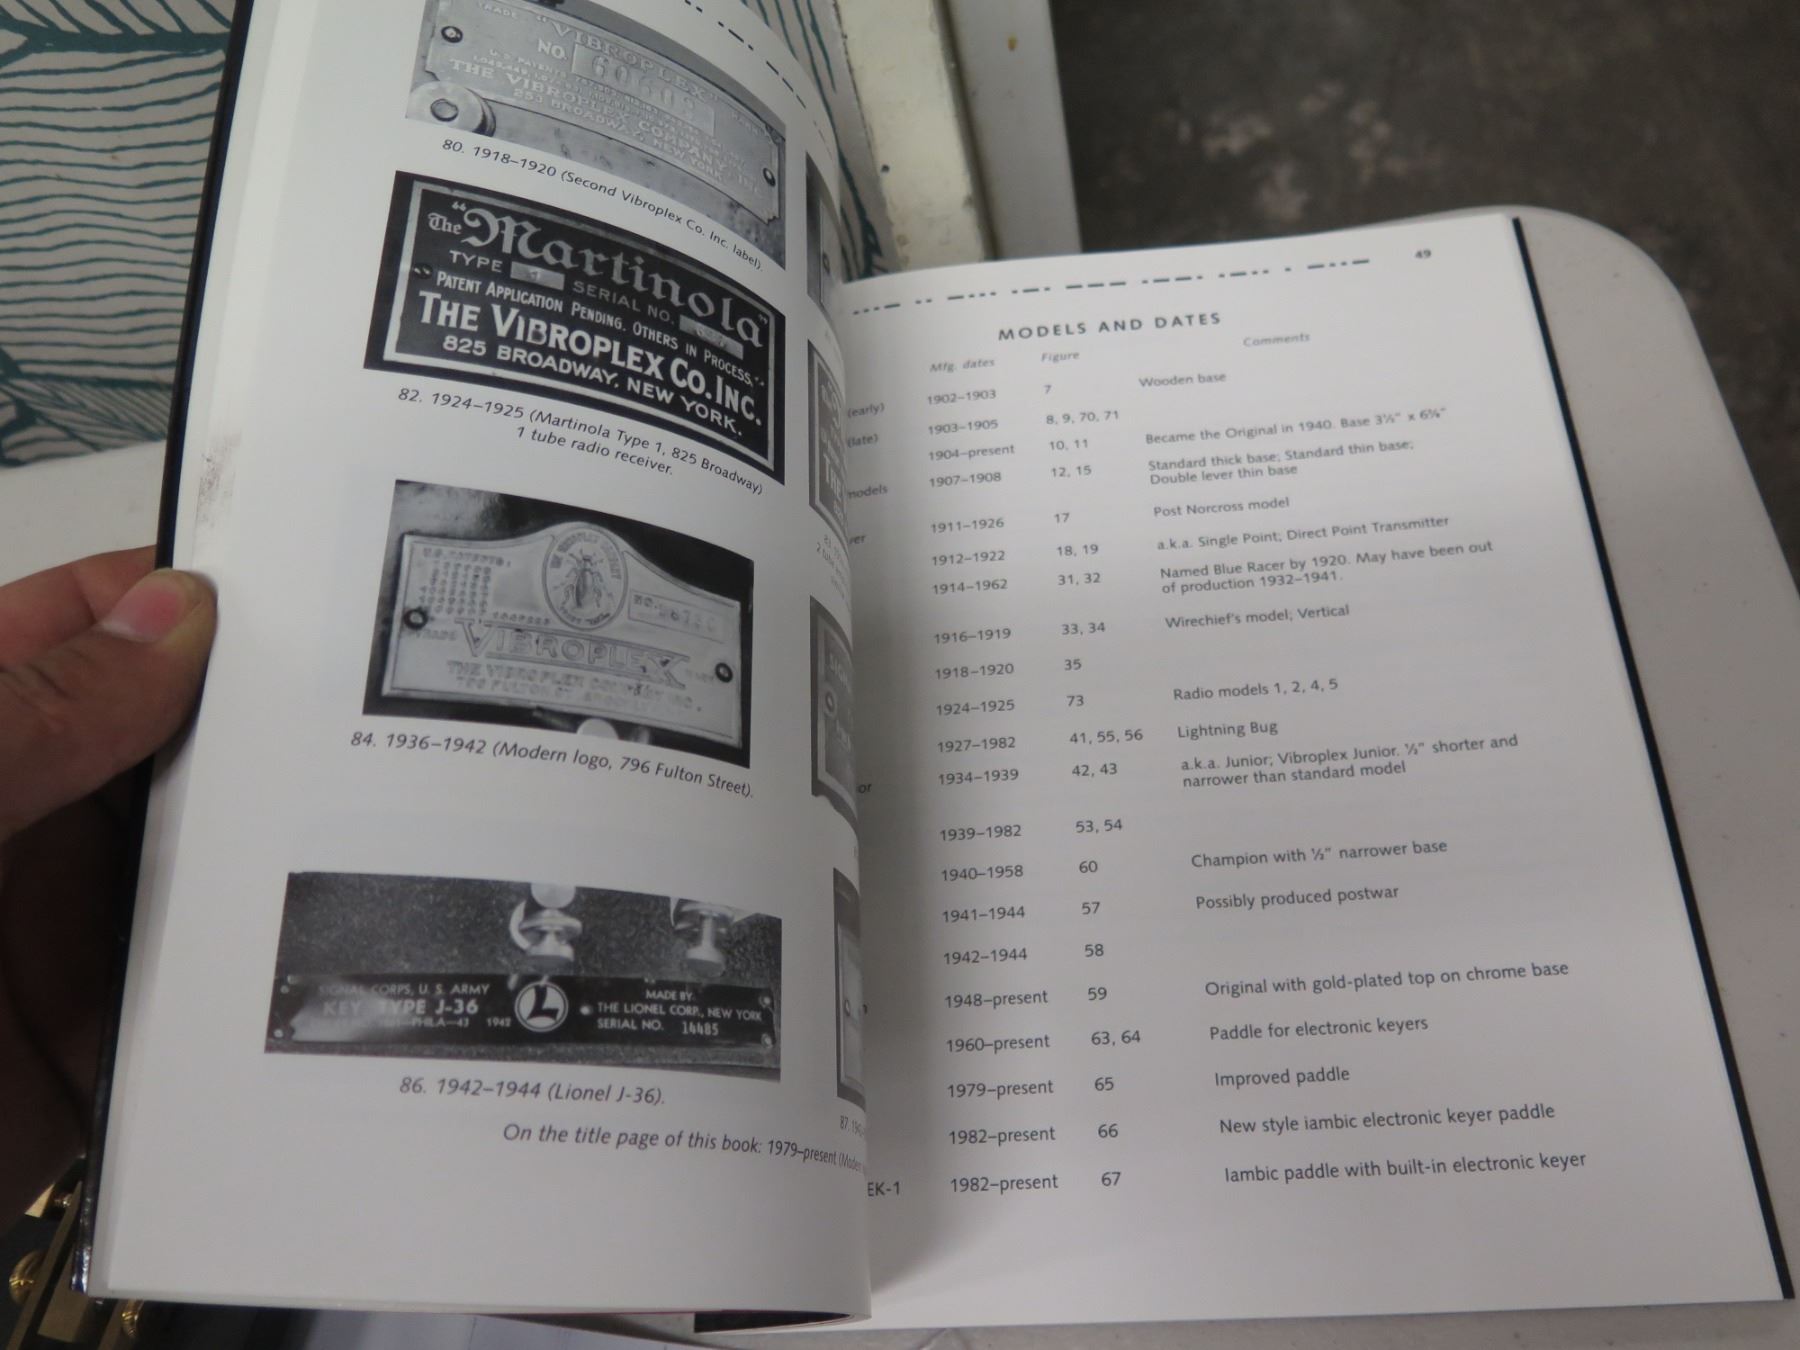 TRADE "VIBROPLEX"
NO. 60609
THE VIBROPLEX COMPANY, INC
253 BROADWAY, NEW YORK
80. 1918–1920 (Second Vibroplex Co. Inc. label).
The "Martinola"
TYPE 1 SERIAL NO.
PATENT APPLICATION PENDING. OTHERS IN PROCESS.
THE VIBROPLEX CO. INC.
825 BROADWAY, NEW YORK.
82. 1924–1925 (Martinola Type 1, 825 Broadway)
1 tube radio receiver.
U.S. PATENTS:
NO.
VIBROPLEX
THE VIBROPLEX COMPANY INC.
796 FULTON ST.
84. 1936–1942 (Modern logo, 796 Fulton Street).
SIGNAL CORPS, U. S. ARMY
KEY TYPE J-36
PHILA—43 1942
L
MADE BY
THE LIONEL CORP., NEW YORK
SERIAL NO. 14485
86. 1942–1944 (Lionel J-36).
On the title page of this book: 1979–present (Modern
49
MODELS AND DATES
Mfg. dates Figure Comments
(early) 1902–1903 7 Wooden base
(late) 1903–1905 8, 9, 70, 71
1904–present 10, 11 Became the Original in 1940. Base 3½" x 6⅝"
models 1907–1908 12, 15 Standard thick base; Standard thin base;
Double lever thin base
1911–1926 17 Post Norcross model
1912–1922 18, 19 a.k.a. Single Point; Direct Point Transmitter
1914–1962 31, 32 Named Blue Racer by 1920. May have been out
of production 1932–1941.
1916–1919 33, 34 Wirechief's model; Vertical
1918–1920 35
1924–1925 73 Radio models 1, 2, 4, 5
1927–1982 41, 55, 56 Lightning Bug
or 1934–1939 42, 43 a.k.a. Junior; Vibroplex Junior. ½" shorter and
narrower than standard model
1939–1982 53, 54
1940–1958 60 Champion with ½" narrower base
1941–1944 57 Possibly produced postwar
1942–1944 58
1948–present 59 Original with gold-plated top on chrome base
1960–present 63, 64 Paddle for electronic keyers
1979–present 65 Improved paddle
1982–present 66 New style iambic electronic keyer paddle
EK-1 1982–present 67 Iambic paddle with built-in electronic keyer